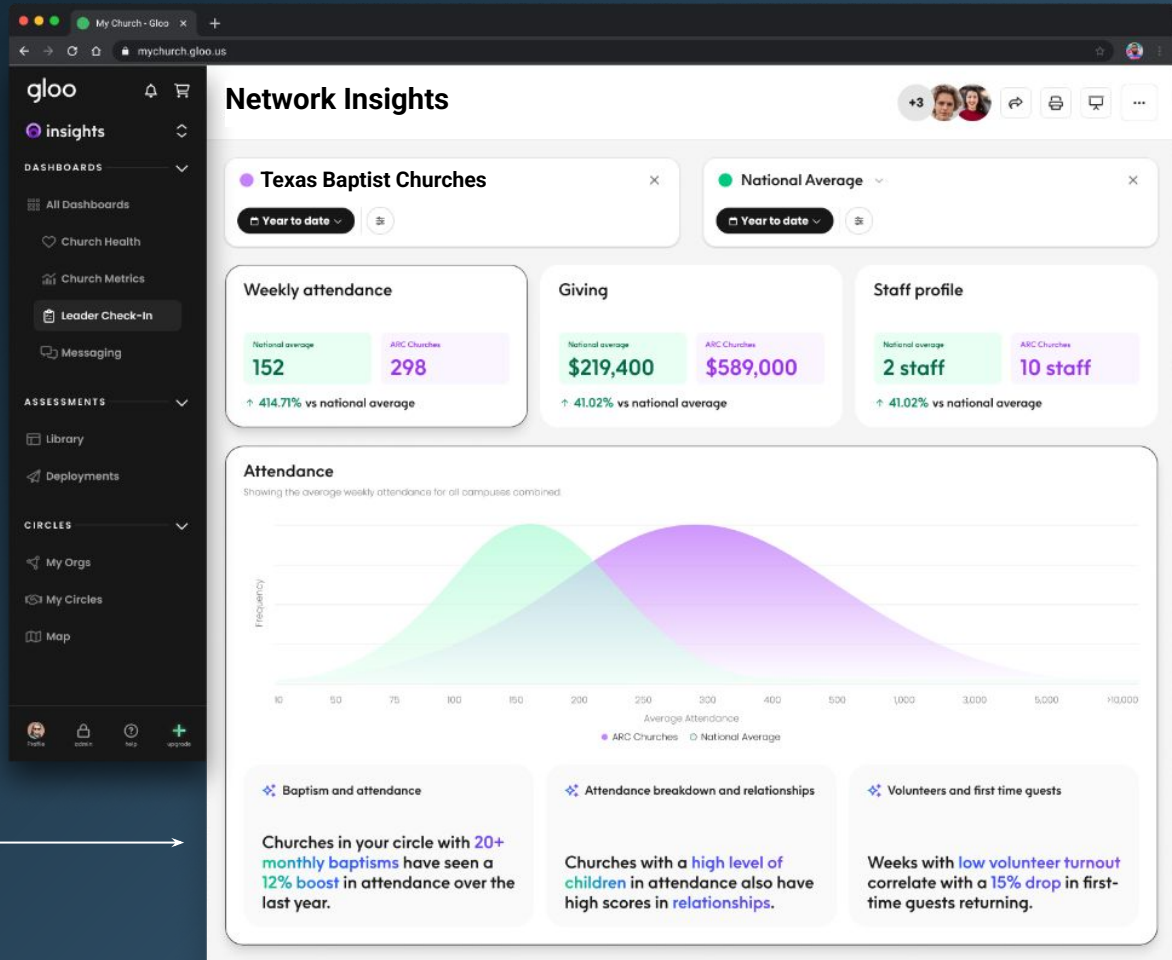 My Church - Gloo
mychurch.gloo.us
gloo
insights
DASHBOARDS
All Dashboards
Church Health
Church Metrics
Leader Check-In
Messaging
ASSESSMENTS
Library
Deployments
CIRCLES
My Orgs
My Circles
Map
Profile
admin
help
upgrade
Network Insights
+3
Texas Baptist Churches
Year to date
National Average
Year to date
Weekly attendance
National average
ARC Churches
152
298
↑ 414.71% vs national average
Giving
National average
ARC Churches
$219,400
$589,000
↑ 41.02% vs national average
Staff profile
National average
ARC Churches
2 staff
10 staff
↑ 41.02% vs national average
Attendance
Showing the average weekly attendance for all campuses combined.
Frequency
10 50 75 100 150 200 250 300 400 500 1,000 3,000 5,000 >10,000
Average Attendance
ARC Churches National Average
Baptism and attendance
Churches in your circle with 20+
monthly baptisms have seen a
12% boost in attendance over the
last year.
Attendance breakdown and relationships
Churches with a high level of
children in attendance also have
high scores in relationships.
Volunteers and first time guests
Weeks with low volunteer turnout
correlate with a 15% drop in first-
time guests returning.